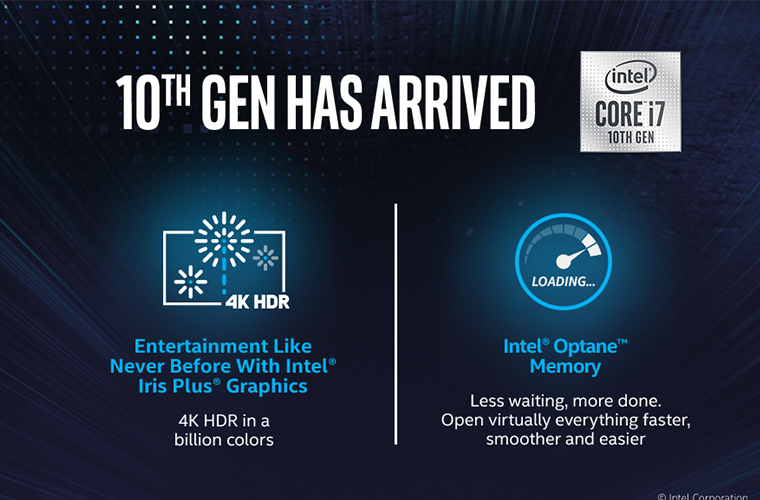 10TH GEN HAS ARRIVED
intel®
CORE™ i7
10TH GEN
4K HDR
Entertainment Like
Never Before With Intel®
Iris Plus® Graphics
4K HDR in a
billion colors
LOADING...
Intel® Optane™
Memory
Less waiting, more done.
Open virtually everything faster,
smoother and easier
© Intel Corporation